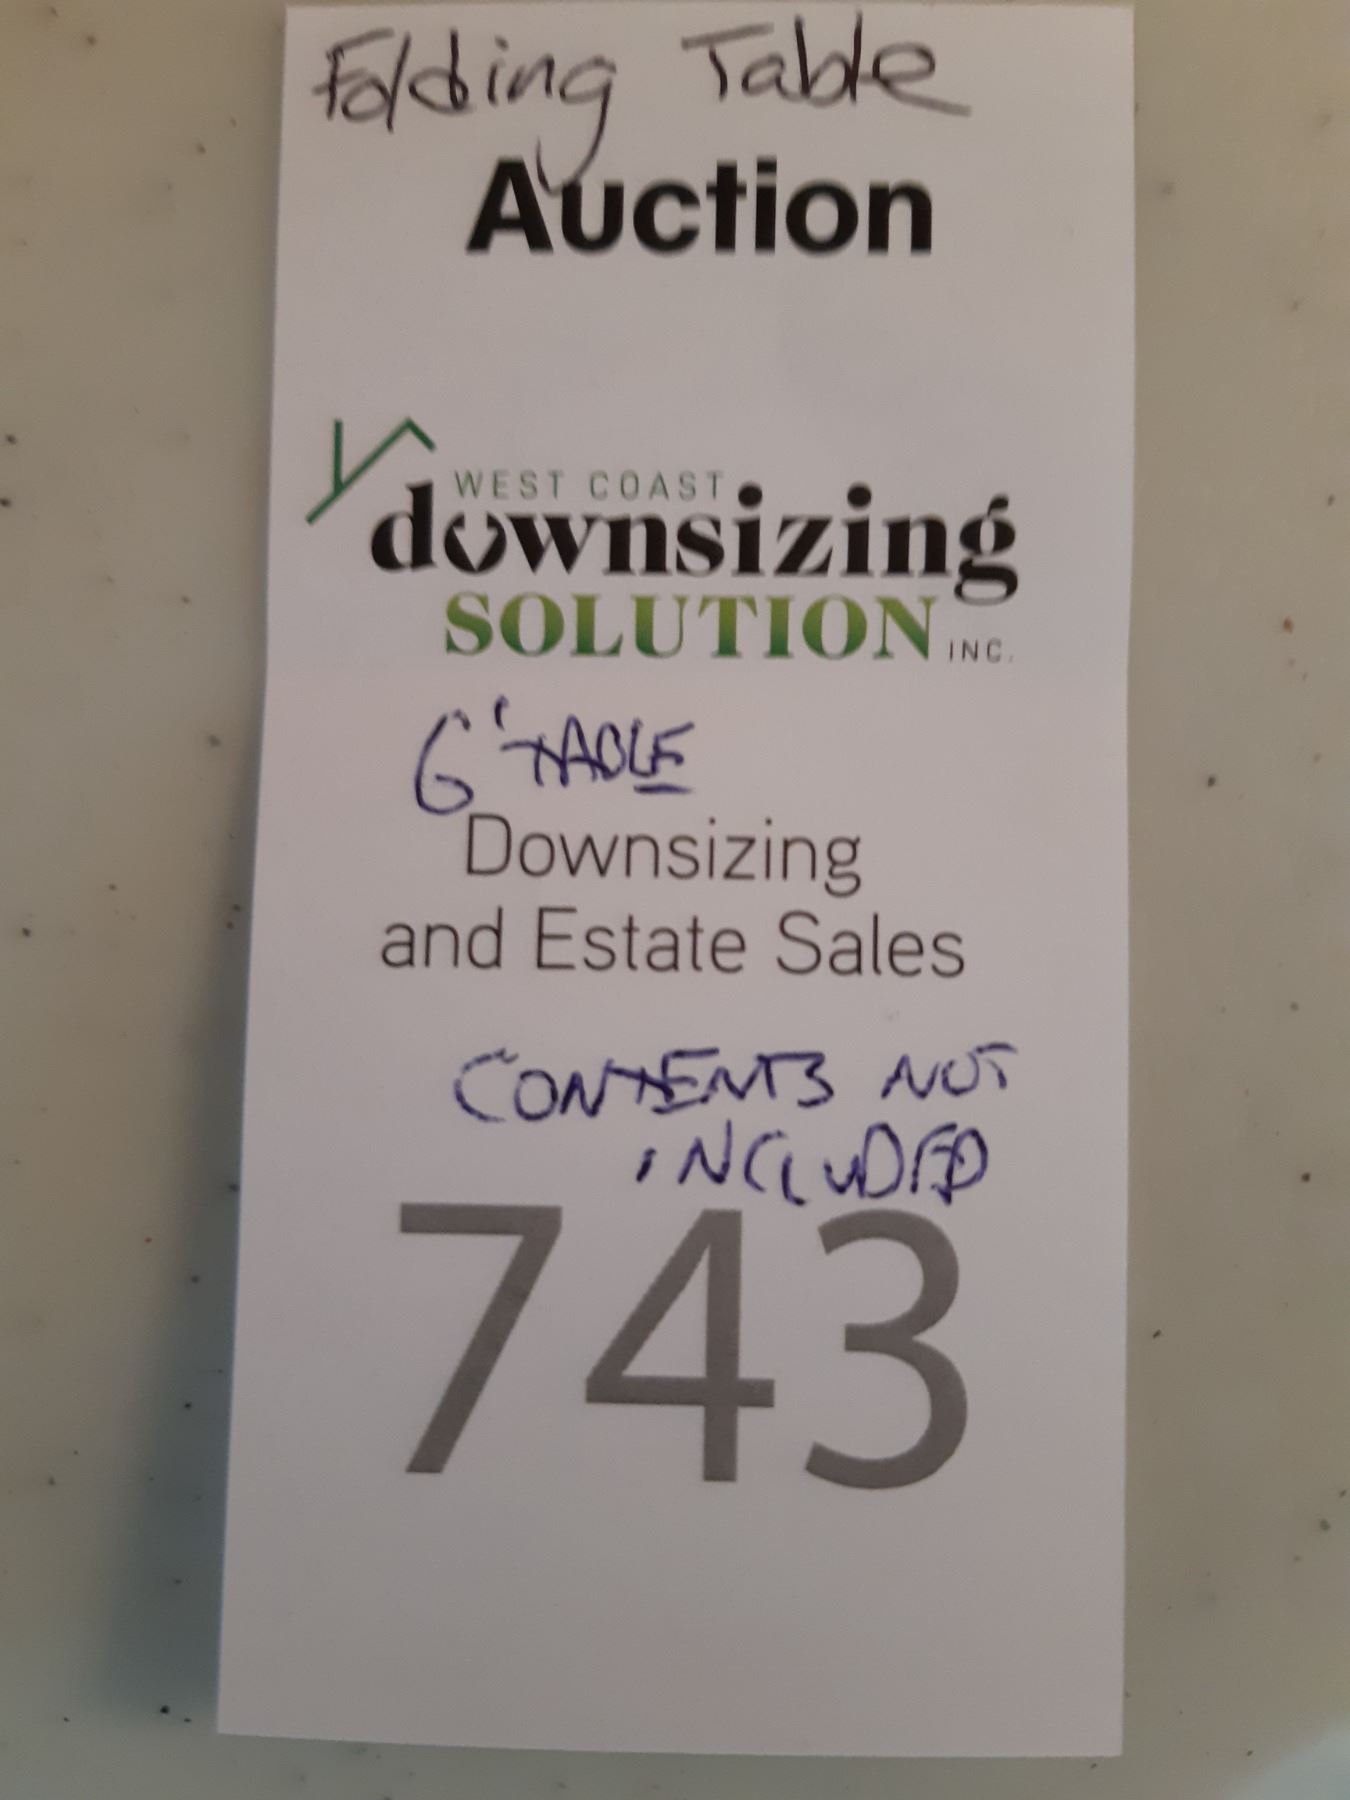 Folding Table
Auction
WEST COAST
downsizing
SOLUTION INC.
6' TABLE
Downsizing
and Estate Sales
CONTENTS NOT
INCLUDED
743